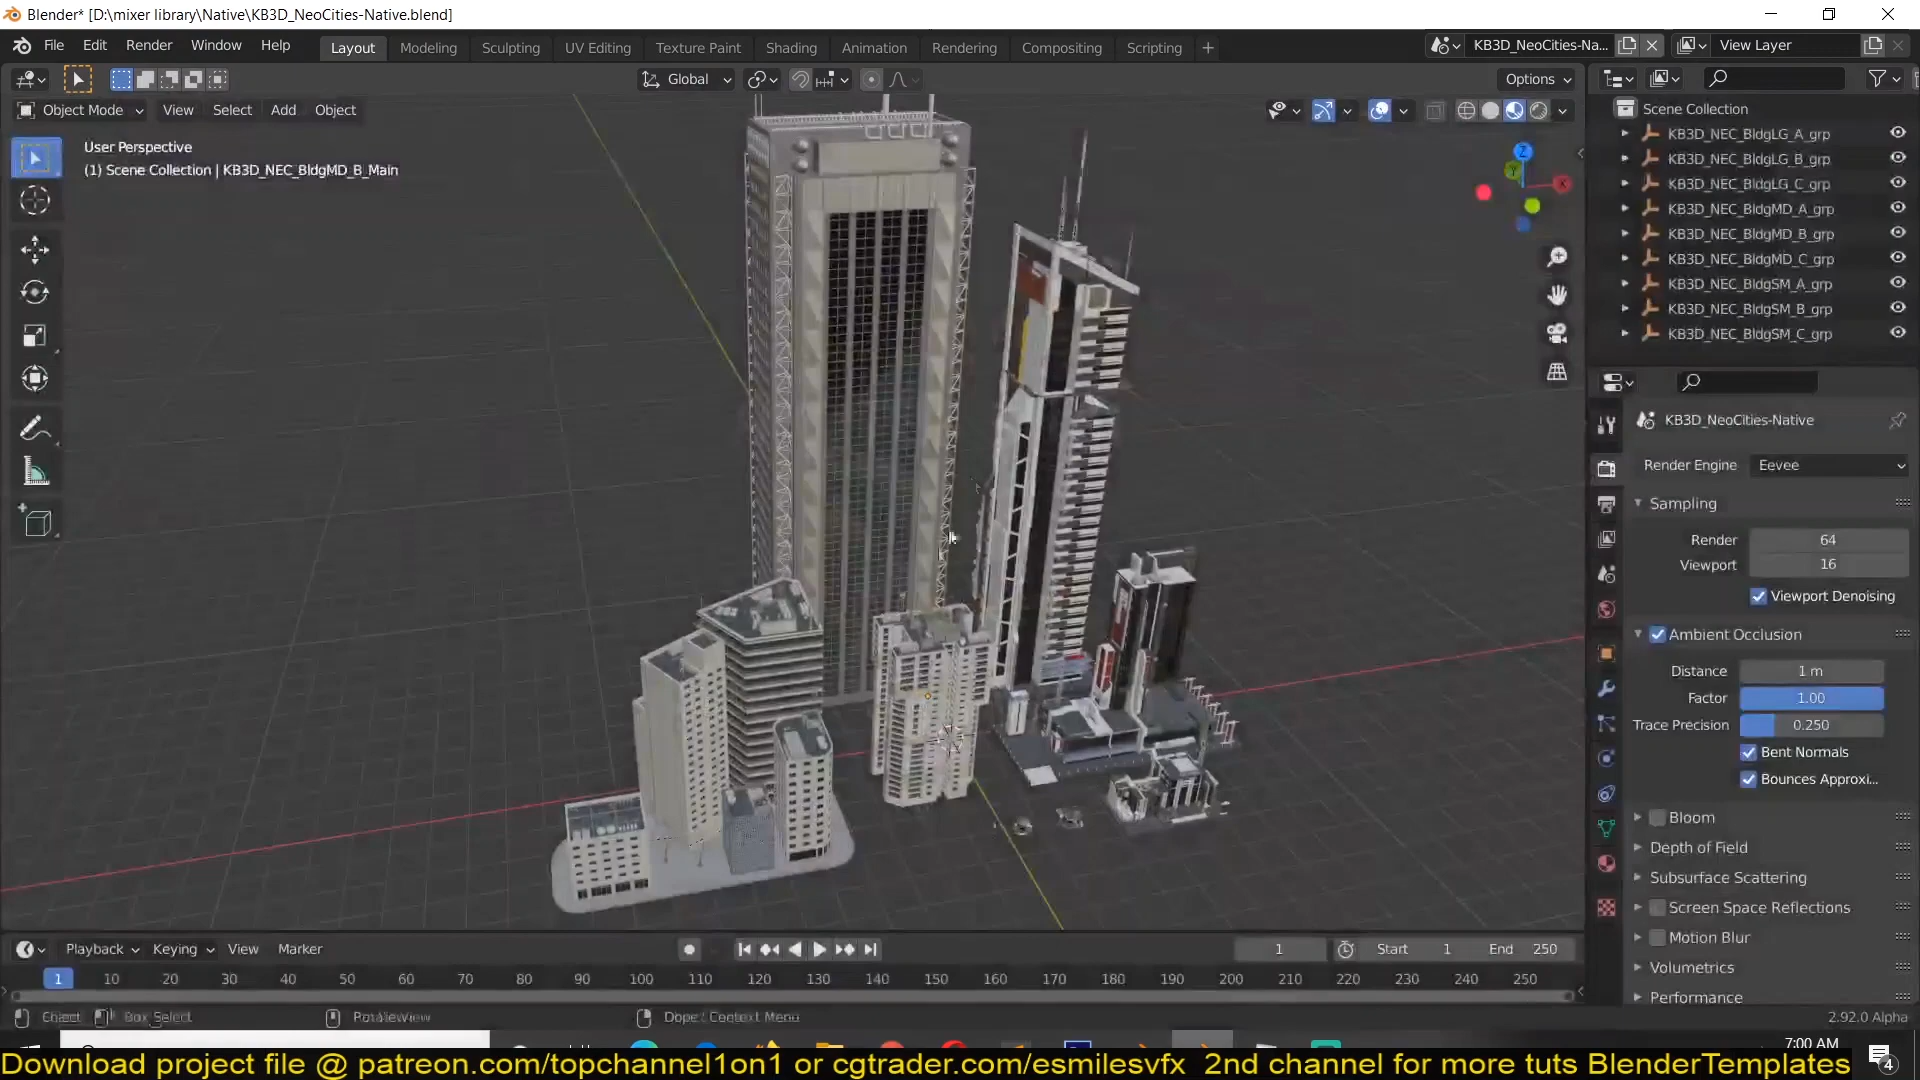 Blender* [D:\mixer library\Native\KB3D_NeoCities-Native.blend]
File Edit Render Window Help Layout Modeling Sculpting UV Editing Texture Paint Shading Animation Rendering Compositing Scripting + KB3D_NeoCities-Na... View Layer
Global Options
Object Mode View Select Add Object
User Perspective
(1) Scene Collection | KB3D_NEC_BldgMD_B_Main
Z
Y
X
Scene Collection
KB3D_NEC_BldgLG_A_grp
KB3D_NEC_BldgLG_B_grp
KB3D_NEC_BldgLG_C_grp
KB3D_NEC_BldgMD_A_grp
KB3D_NEC_BldgMD_B_grp
KB3D_NEC_BldgMD_C_grp
KB3D_NEC_BldgSM_A_grp
KB3D_NEC_BldgSM_B_grp
KB3D_NEC_BldgSM_C_grp
KB3D_NeoCities-Native
Render Engine Eevee
Sampling
Render 64
Viewport 16
Viewport Denoising
Ambient Occlusion
Distance 1 m
Factor 1.00
Trace Precision 0.250
Bent Normals
Bounces Approxi...
Bloom
Depth of Field
Subsurface Scattering
Screen Space Reflections
Motion Blur
Volumetrics
Performance
Playback Keying View Marker 1 Start 1 End 250
1 10 20 30 40 50 60 70 80 90 100 110 120 130 140 150 160 170 180 190 200 210 220 230 240 250
Box Select Context Menu 2.92.0 Alpha
7:00 AM
4
Download project file @ patreon.com/topchannel1on1 or cgtrader.com/esmilesvfx 2nd channel for more tuts BlenderTemplates